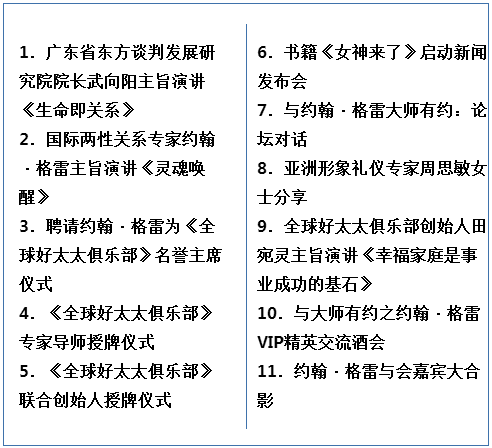 1．广东省东方谈判发展研
究院院长武向阳主旨演讲
《生命即关系》
2．国际两性关系专家约翰
·格雷主旨演讲《灵魂唤
醒》
3．聘请约翰·格雷为《全
球好太太俱乐部》名誉主席
仪式
4．《全球好太太俱乐部》
专家导师授牌仪式
5．《全球好太太俱乐部》
联合创始人授牌仪式
6．书籍《女神来了》启动新闻
发布会
7．与约翰·格雷大师有约：论
坛对话
8．亚洲形象礼仪专家周思敏女
士分享
9．全球好太太俱乐部创始人田
宛灵主旨演讲《幸福家庭是事
业成功的基石》
10．与大师有约之约翰·格雷
VIP精英交流酒会
11．约翰·格雷与会嘉宾大合
影